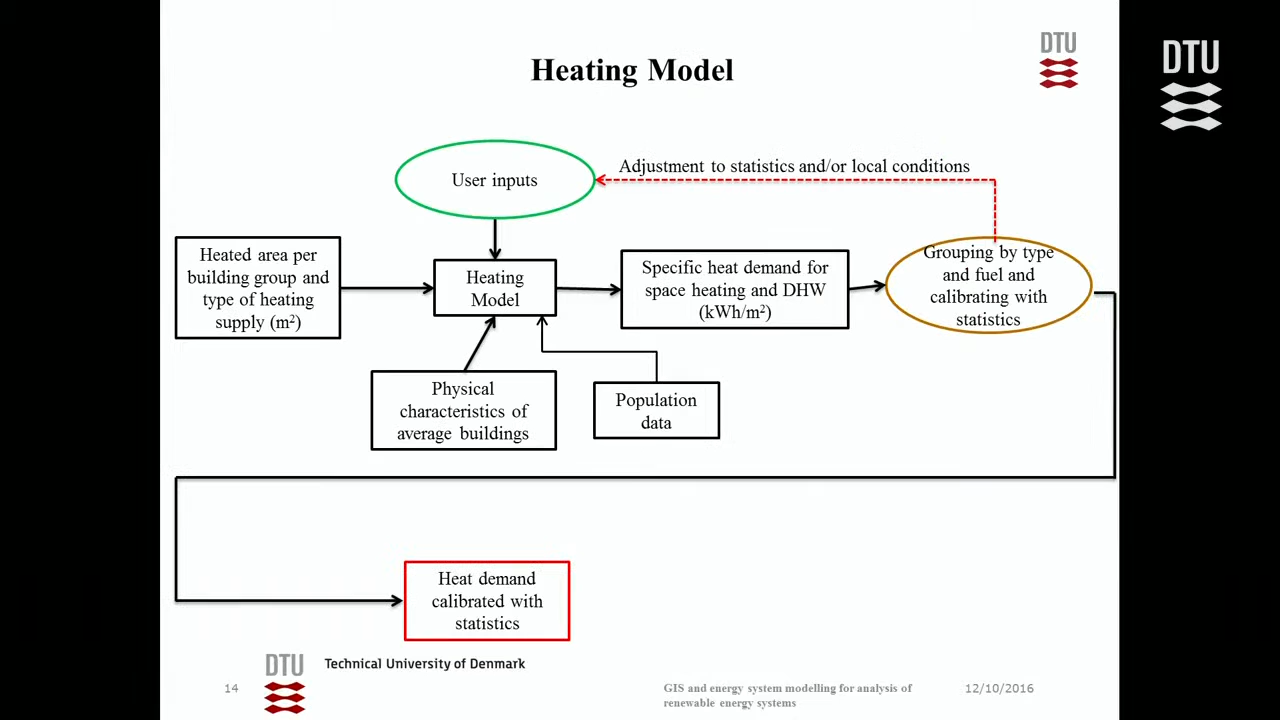 Heating Model
DTU
DTU
User inputs
Adjustment to statistics and/or local conditions
Heated area per
building group and
type of heating
supply (m²)
Heating
Model
Specific heat demand for
space heating and DHW
(kWh/m²)
Grouping by type
and fuel and
calibrating with
statistics
Physical
characteristics of
average buildings
Population
data
Heat demand
calibrated with
statistics
14
DTU
Technical University of Denmark
GIS and energy system modelling for analysis of
renewable energy systems
12/10/2016